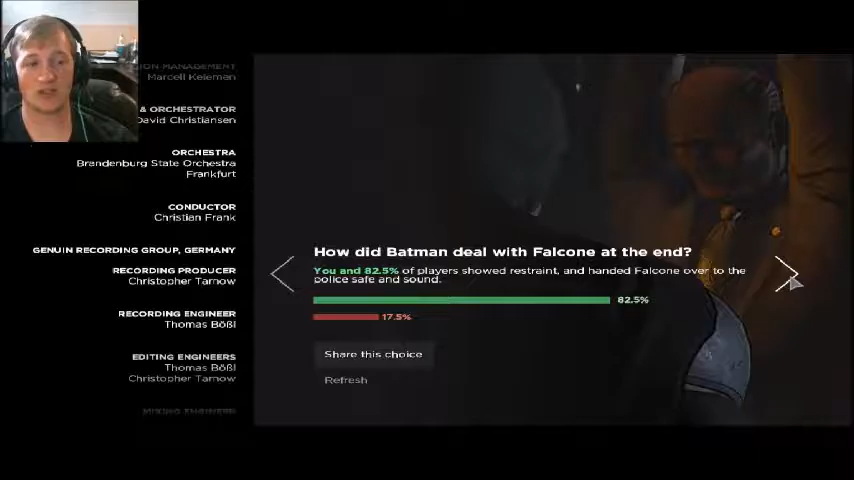 ION MANAGEMENT
Marcell Keleman
& ORCHESTRATOR
David Christiansen
ORCHESTRA
Brandenburg State Orchestra
Frankfurt
CONDUCTOR
Christian Frank
GENUIN RECORDING GROUP, GERMANY
RECORDING PRODUCER
Christopher Tarnow
RECORDING ENGINEER
Thomas Bößl
EDITING ENGINEERS
Thomas Bößl
Christopher Tarnow
MIXING ENGINEER
How did Batman deal with Falcone at the end?
You and 82.5% of players showed restraint, and handed Falcone over to the
police safe and sound.
82.5%
17.5%
Share this choice
Refresh